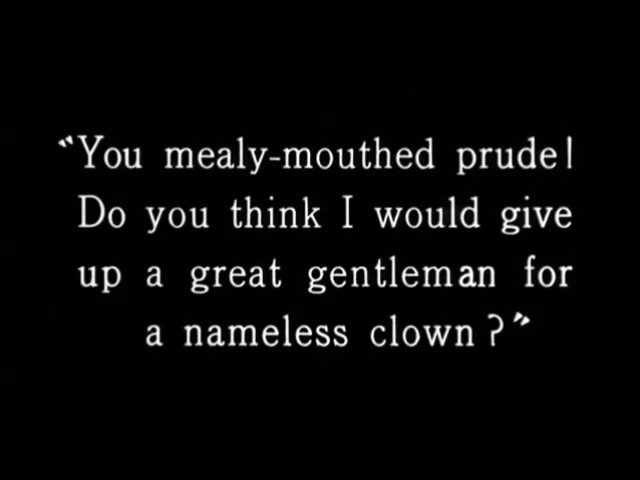 “You mealy-mouthed prude!
Do you think I would give
up a great gentleman for
a nameless clown?”